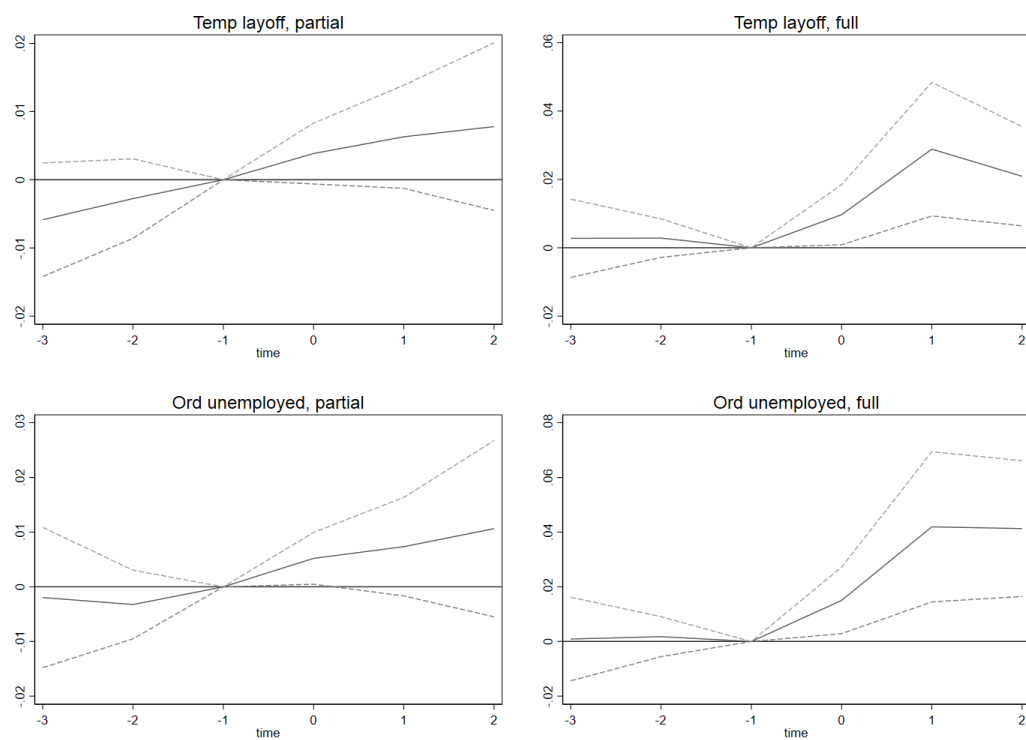 Temp layoff, partial
.02
.01
0
-.01
-.02
-3 -2 -1 0 1 2
time
Temp layoff, full
.06
.04
.02
0
-.02
-3 -2 -1 0 1 2
time
Ord unemployed, partial
.03
.02
.01
0
-.01
-.02
-3 -2 -1 0 1 2
time
Ord unemployed, full
.08
.06
.04
.02
0
-.02
-3 -2 -1 0 1 2
time